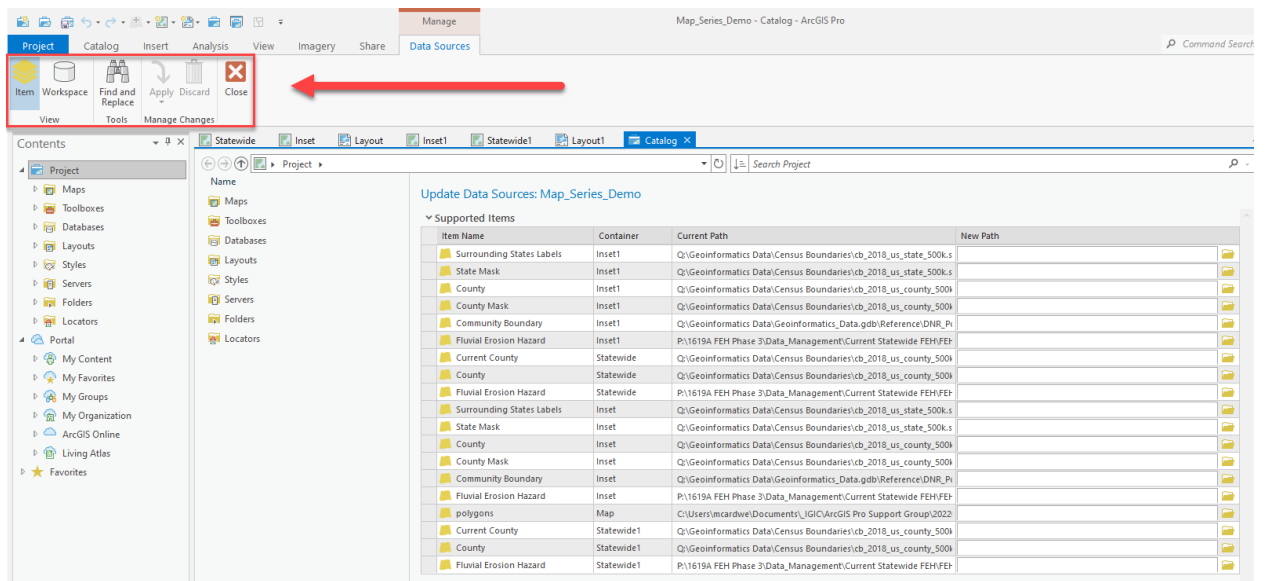 Manage
Map_Series_Demo - Catalog - ArcGIS Pro
Project Catalog Insert Analysis View Imagery Share Data Sources
Command Search
Item Workspace Find and Replace Apply Discard Close
View Tools Manage Changes
Contents
Statewide Inset Layout Inset1 Statewide1 Layout1 Catalog
Project
Search Project
Project
Maps
Toolboxes
Databases
Layouts
Styles
Servers
Folders
Locators
Portal
My Content
My Favorites
My Groups
My Organization
ArcGIS Online
Living Atlas
Favorites
Name
Maps
Toolboxes
Databases
Layouts
Styles
Servers
Folders
Locators
Update Data Sources: Map_Series_Demo
Supported Items
Item Name Container Current Path New Path
Surrounding States Labels Inset1 Q:\Geoinformatics Data\Census Boundaries\cb_2018_us_state_500k.s
State Mask Inset1 Q:\Geoinformatics Data\Census Boundaries\cb_2018_us_state_500k.s
County Inset1 Q:\Geoinformatics Data\Census Boundaries\cb_2018_us_county_500k
County Mask Inset1 Q:\Geoinformatics Data\Census Boundaries\cb_2018_us_county_500k
Community Boundary Inset1 Q:\Geoinformatics Data\Geoinformatics_Data.gdb\Reference\DNR_Po
Fluvial Erosion Hazard Inset1 P:\1619A FEH Phase 3\Data_Management\Current Statewide FEH\FEH
Current County Statewide Q:\Geoinformatics Data\Census Boundaries\cb_2018_us_county_500k
County Statewide Q:\Geoinformatics Data\Census Boundaries\cb_2018_us_county_500k
Fluvial Erosion Hazard Statewide P:\1619A FEH Phase 3\Data_Management\Current Statewide FEH\FEH
Surrounding States Labels Inset Q:\Geoinformatics Data\Census Boundaries\cb_2018_us_state_500k.s
State Mask Inset Q:\Geoinformatics Data\Census Boundaries\cb_2018_us_state_500k.s
County Inset Q:\Geoinformatics Data\Census Boundaries\cb_2018_us_county_500k
County Mask Inset Q:\Geoinformatics Data\Census Boundaries\cb_2018_us_county_500k
Community Boundary Inset Q:\Geoinformatics Data\Geoinformatics_Data.gdb\Reference\DNR_Po
Fluvial Erosion Hazard Inset P:\1619A FEH Phase 3\Data_Management\Current Statewide FEH\FEH
polygons Map C:\Users\mcardwe\Documents\_IGIC\ArcGIS Pro Support Group\2022
Current County Statewide1 Q:\Geoinformatics Data\Census Boundaries\cb_2018_us_county_500k
County Statewide1 Q:\Geoinformatics Data\Census Boundaries\cb_2018_us_county_500k
Fluvial Erosion Hazard Statewide1 P:\1619A FEH Phase 3\Data_Management\Current Statewide FEH\FEH